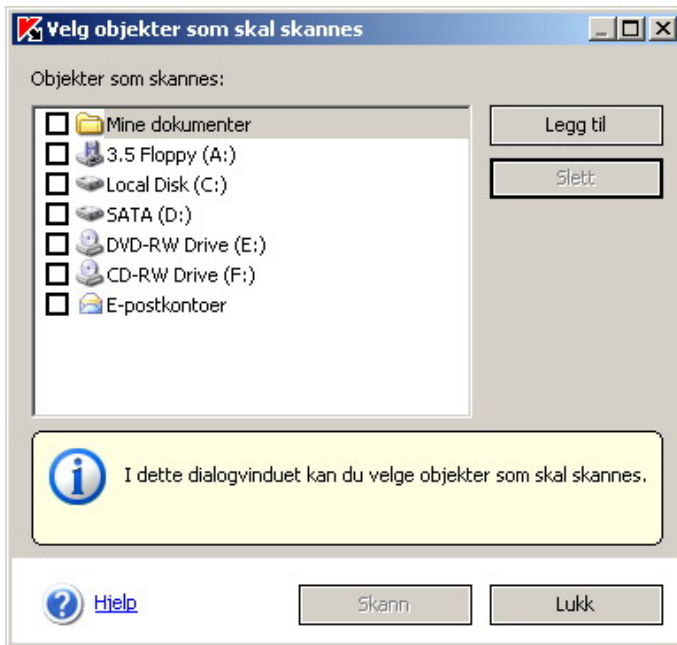 Velg objekter som skal skannes
Objekter som skannes:
Mine dokumenter
3.5 Floppy (A:)
Local Disk (C:)
SATA (D:)
DVD-RW Drive (E:)
CD-RW Drive (F:)
E-postkontoer
Legg til
Slett
I dette dialogvinduet kan du velge objekter som skal skannes.
Hjelp
Skann
Lukk